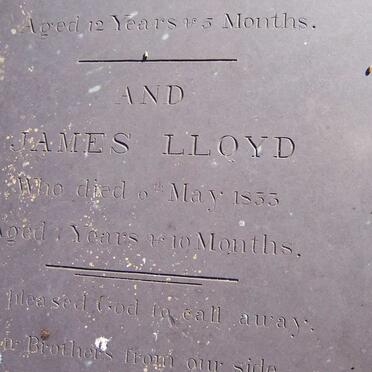 Aged 12 Years & 5 Months.
AND
JAMES LLOYD
Who died May 1833
Aged Years & 10 Months.
pleased God to call away.
Brothers from our side